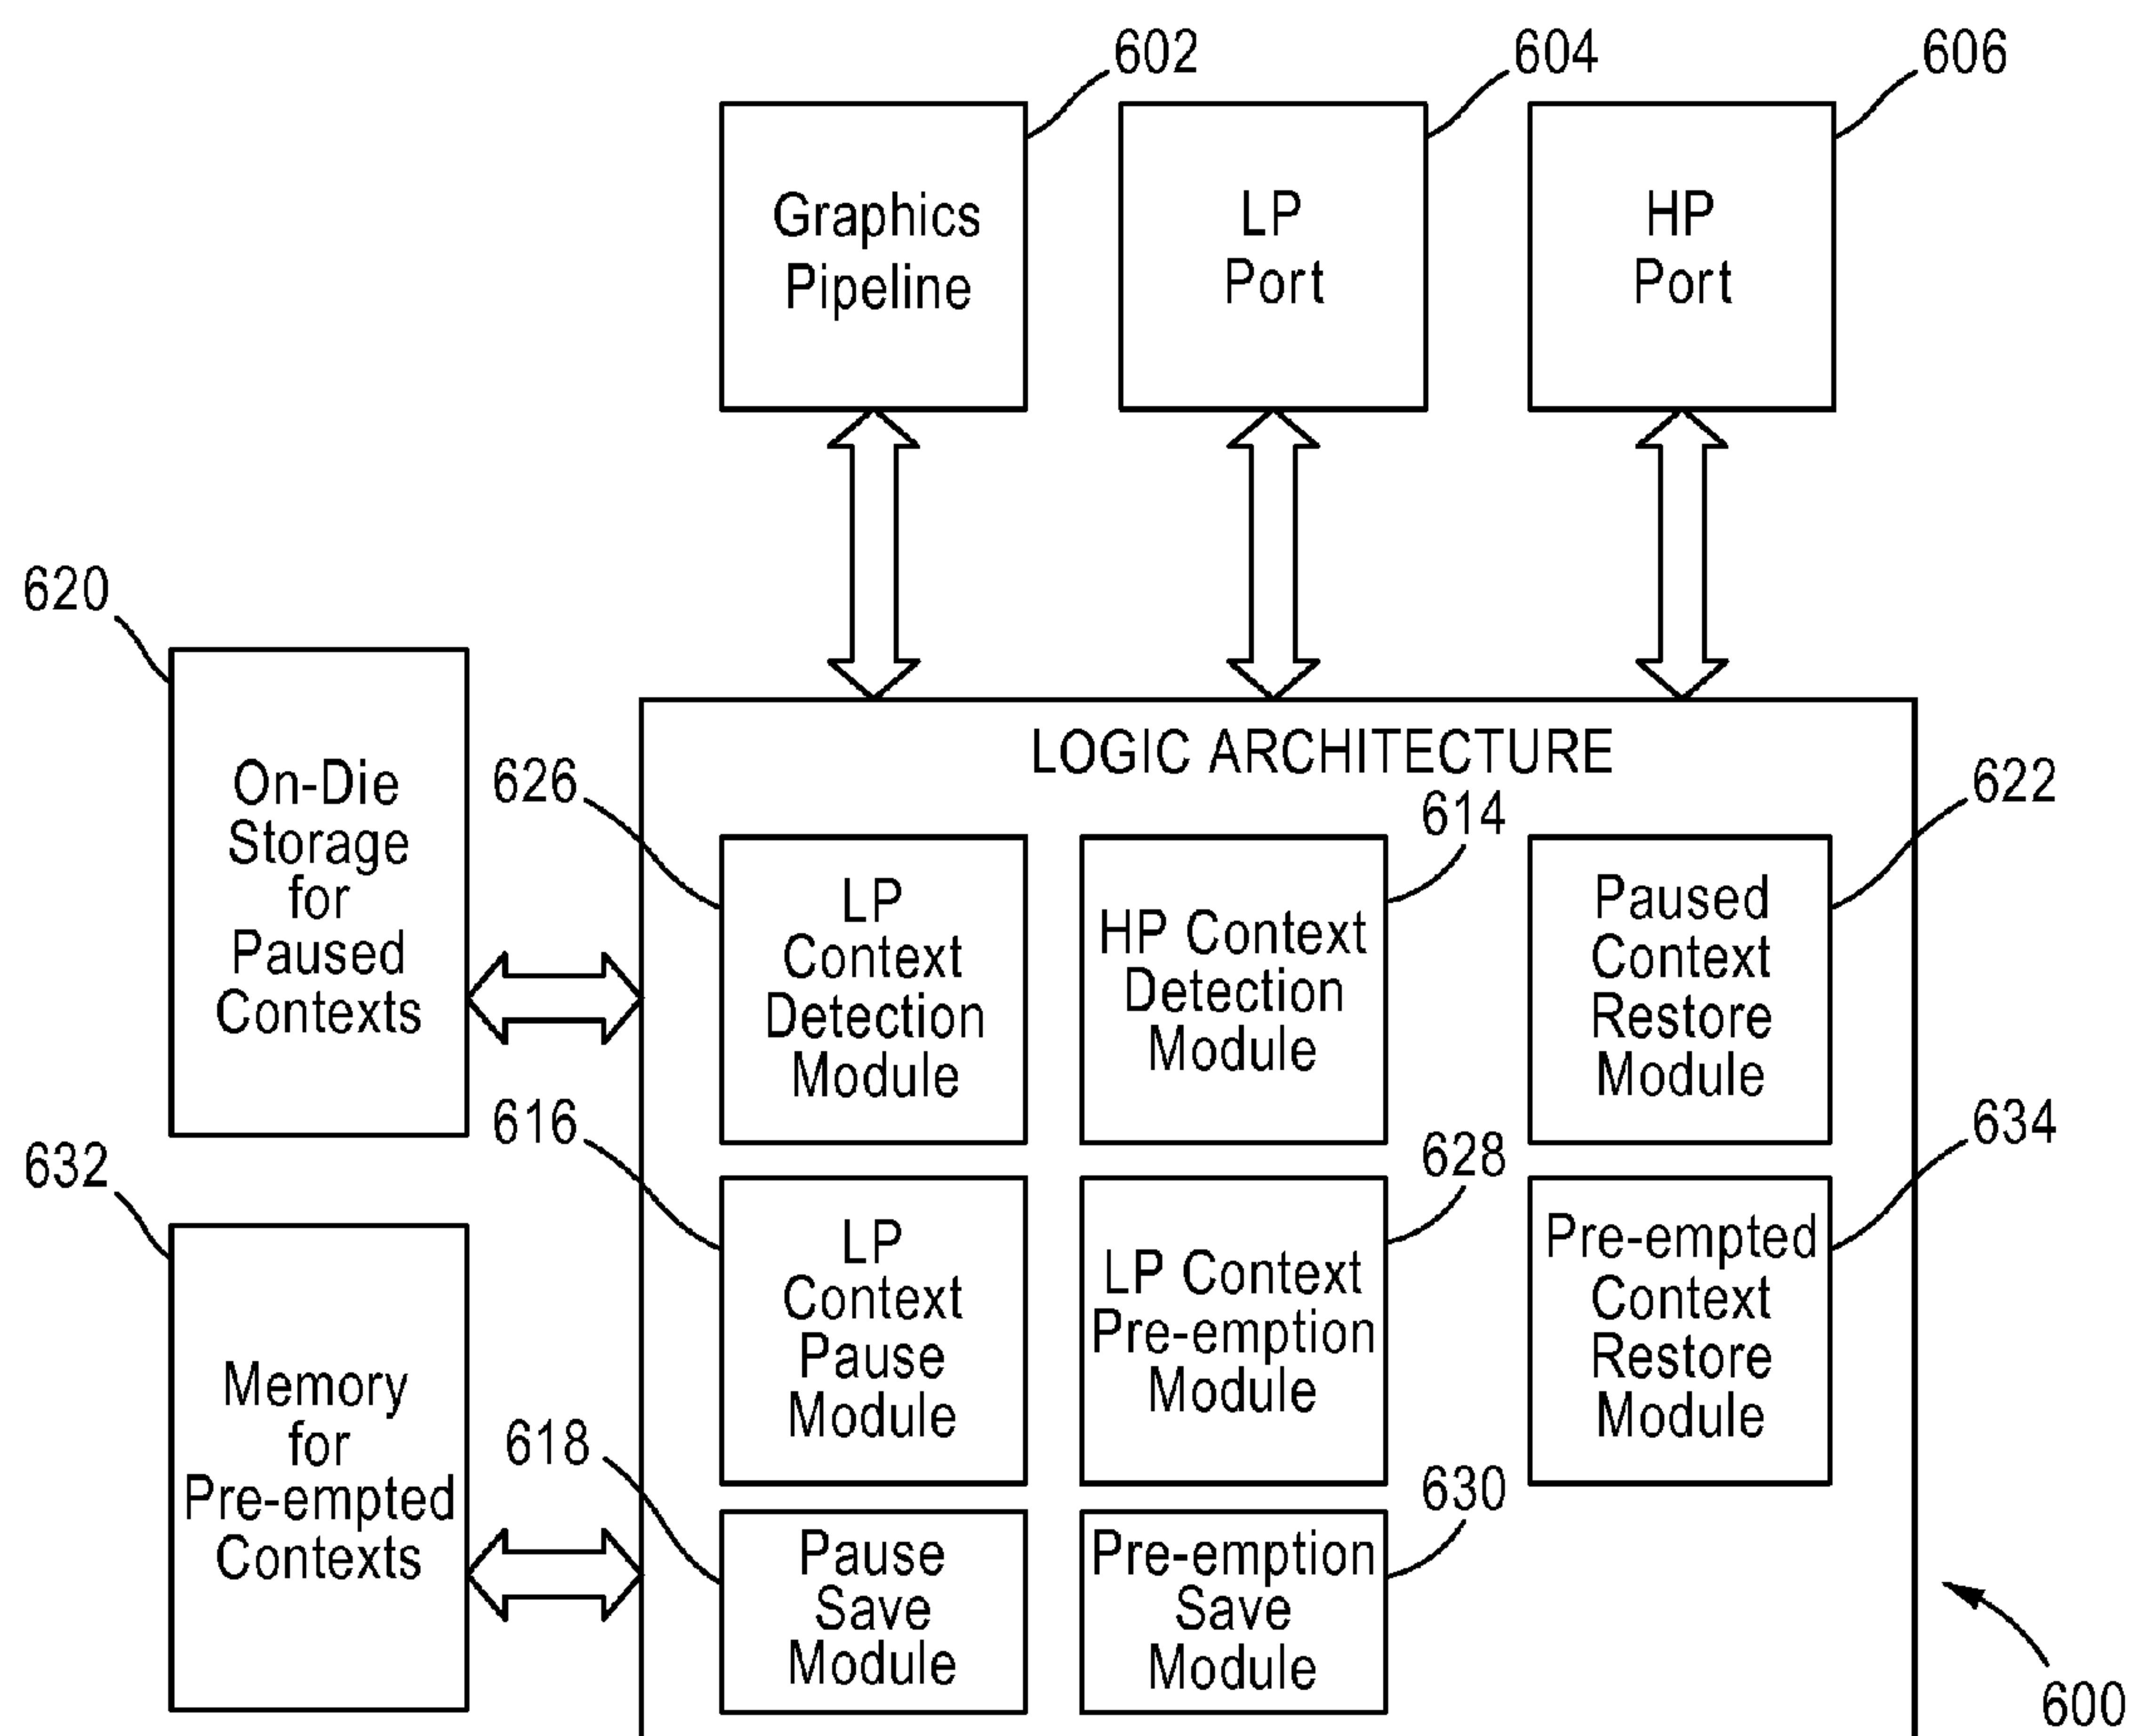 602
604
606
Graphics
Pipeline
LP
Port
HP
Port
620
On-Die
Storage
for
Paused
Contexts
LOGIC ARCHITECTURE
626
614
622
LP
Context
Detection
Module
HP Context
Detection
Module
Paused
Context
Restore
Module
632
616
628
634
Memory
for
Pre-empted
Contexts
LP
Context
Pause
Module
LP Context
Pre-emption
Module
Pre-empted
Context
Restore
Module
618
630
Pause
Save
Module
Pre-emption
Save
Module
600